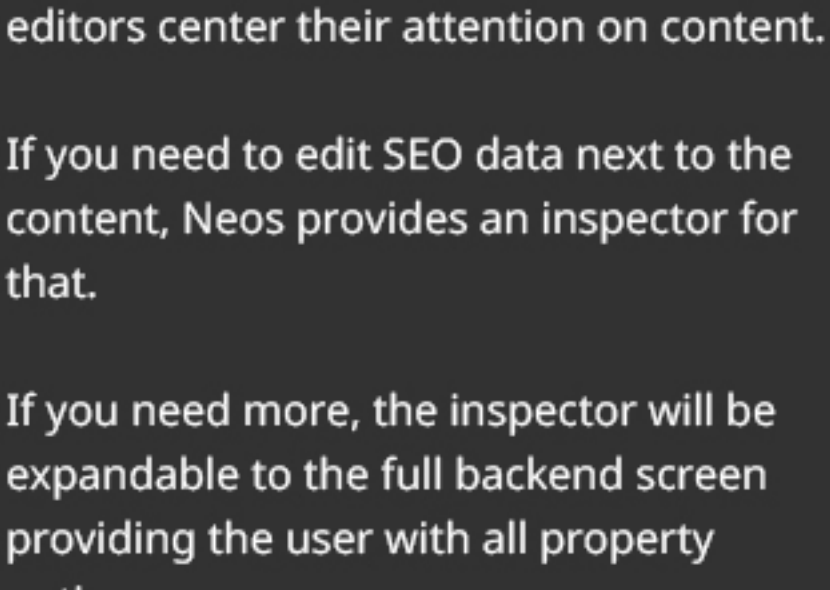 editors center their attention on content.
If you need to edit SEO data next to the
content, Neos provides an inspector for
that.
If you need more, the inspector will be
expandable to the full backend screen
providing the user with all property